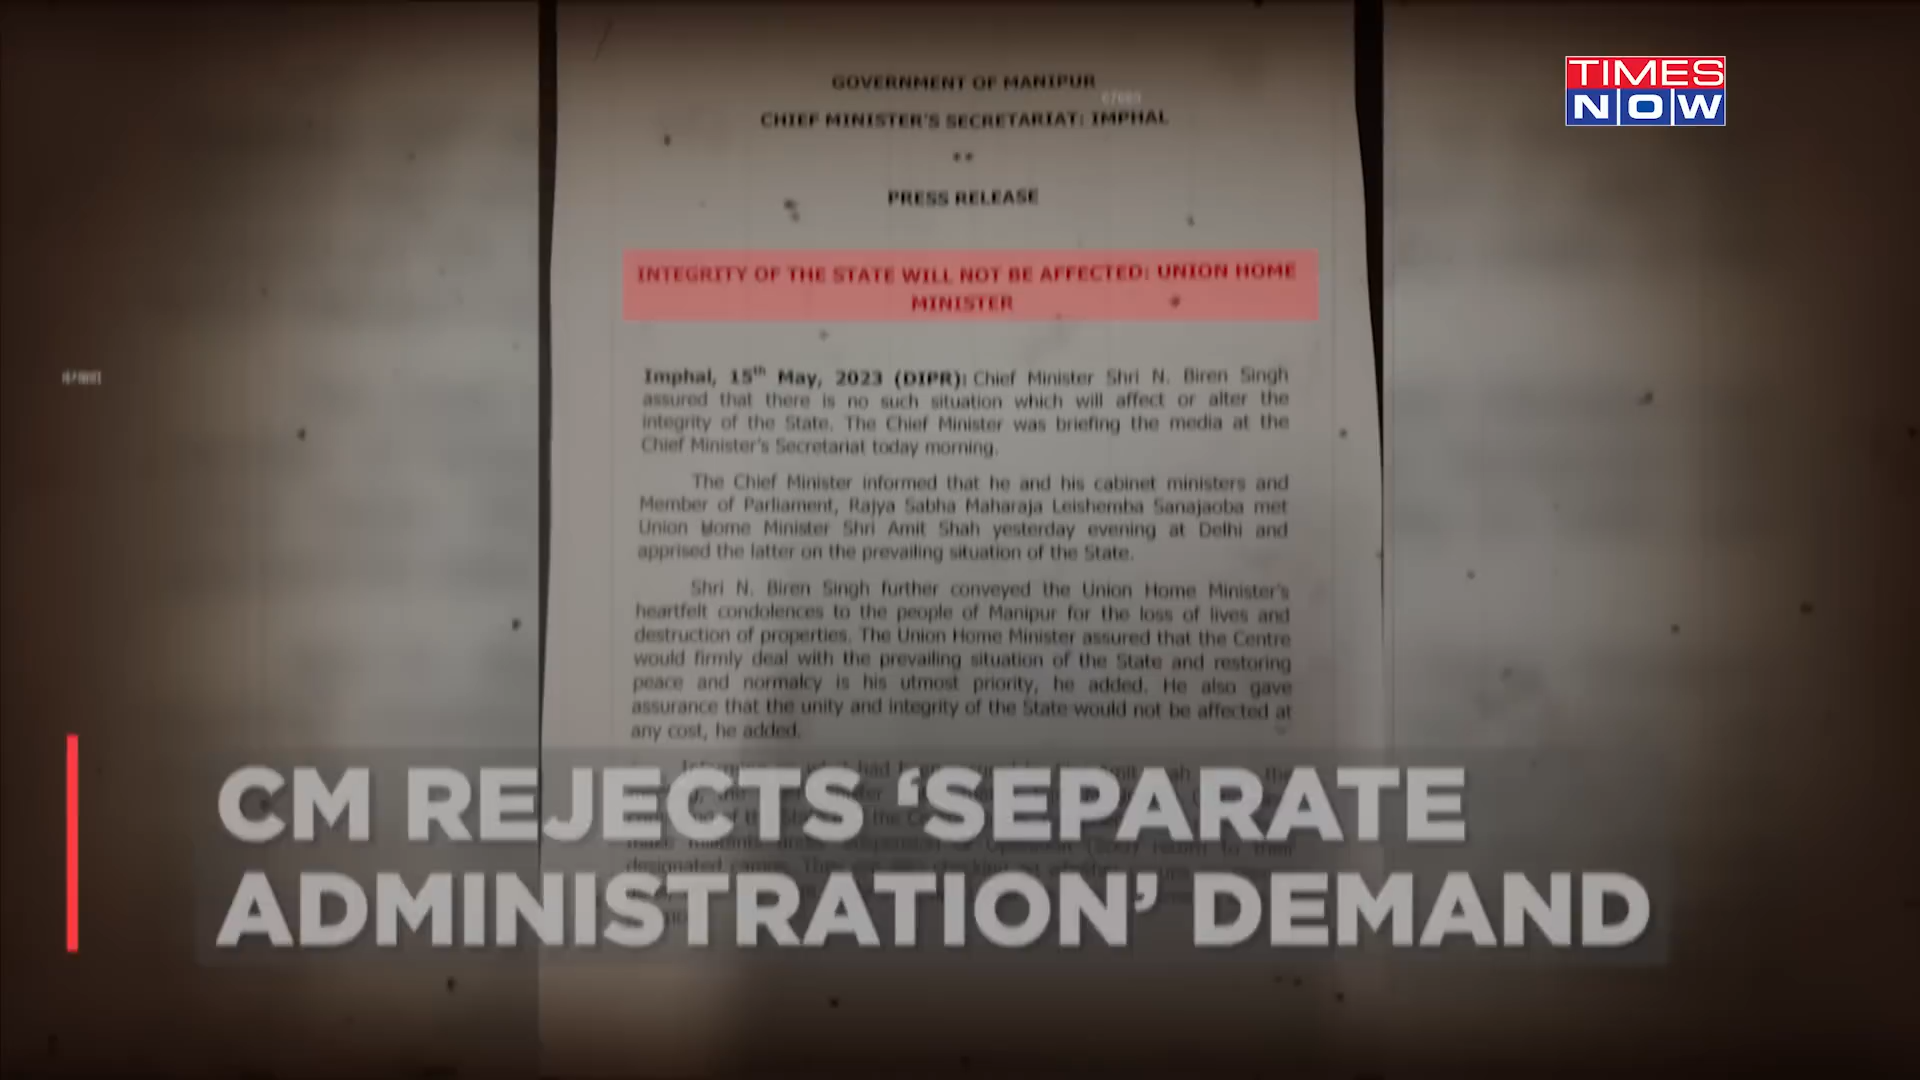 TIMES
NOW
GOVERNMENT OF MANIPUR
CHIEF MINISTER'S SECRETARIAT: IMPHAL
**
PRESS RELEASE
INTEGRITY OF THE STATE WILL NOT BE AFFECTED: UNION HOME
MINISTER
Imphal, 15th May, 2023 (DIPR): Chief Minister Shri N. Biren Singh
assured that there is no such situation which will affect or alter the
integrity of the State. The Chief Minister was briefing the media at the
Chief Minister's Secretariat today morning.
The Chief Minister informed that he and his cabinet ministers and
Member of Parliament, Rajya Sabha Maharaja Leishemba Sanajaoba met
Union Home Minister Shri Amit Shah yesterday evening at Delhi and
apprised the latter on the prevailing situation of the State.
Shri N. Biren Singh further conveyed the Union Home Minister's
heartfelt condolences to the people of Manipur for the loss of lives and
destruction of properties. The Union Home Minister assured that the Centre
would firmly deal with the prevailing situation of the State and restoring
peace and normalcy is his utmost priority, he added. He also gave
assurance that the unity and integrity of the State would not be affected at
any cost, he added.
CM REJECTS ‘SEPARATE
ADMINISTRATION’ DEMAND